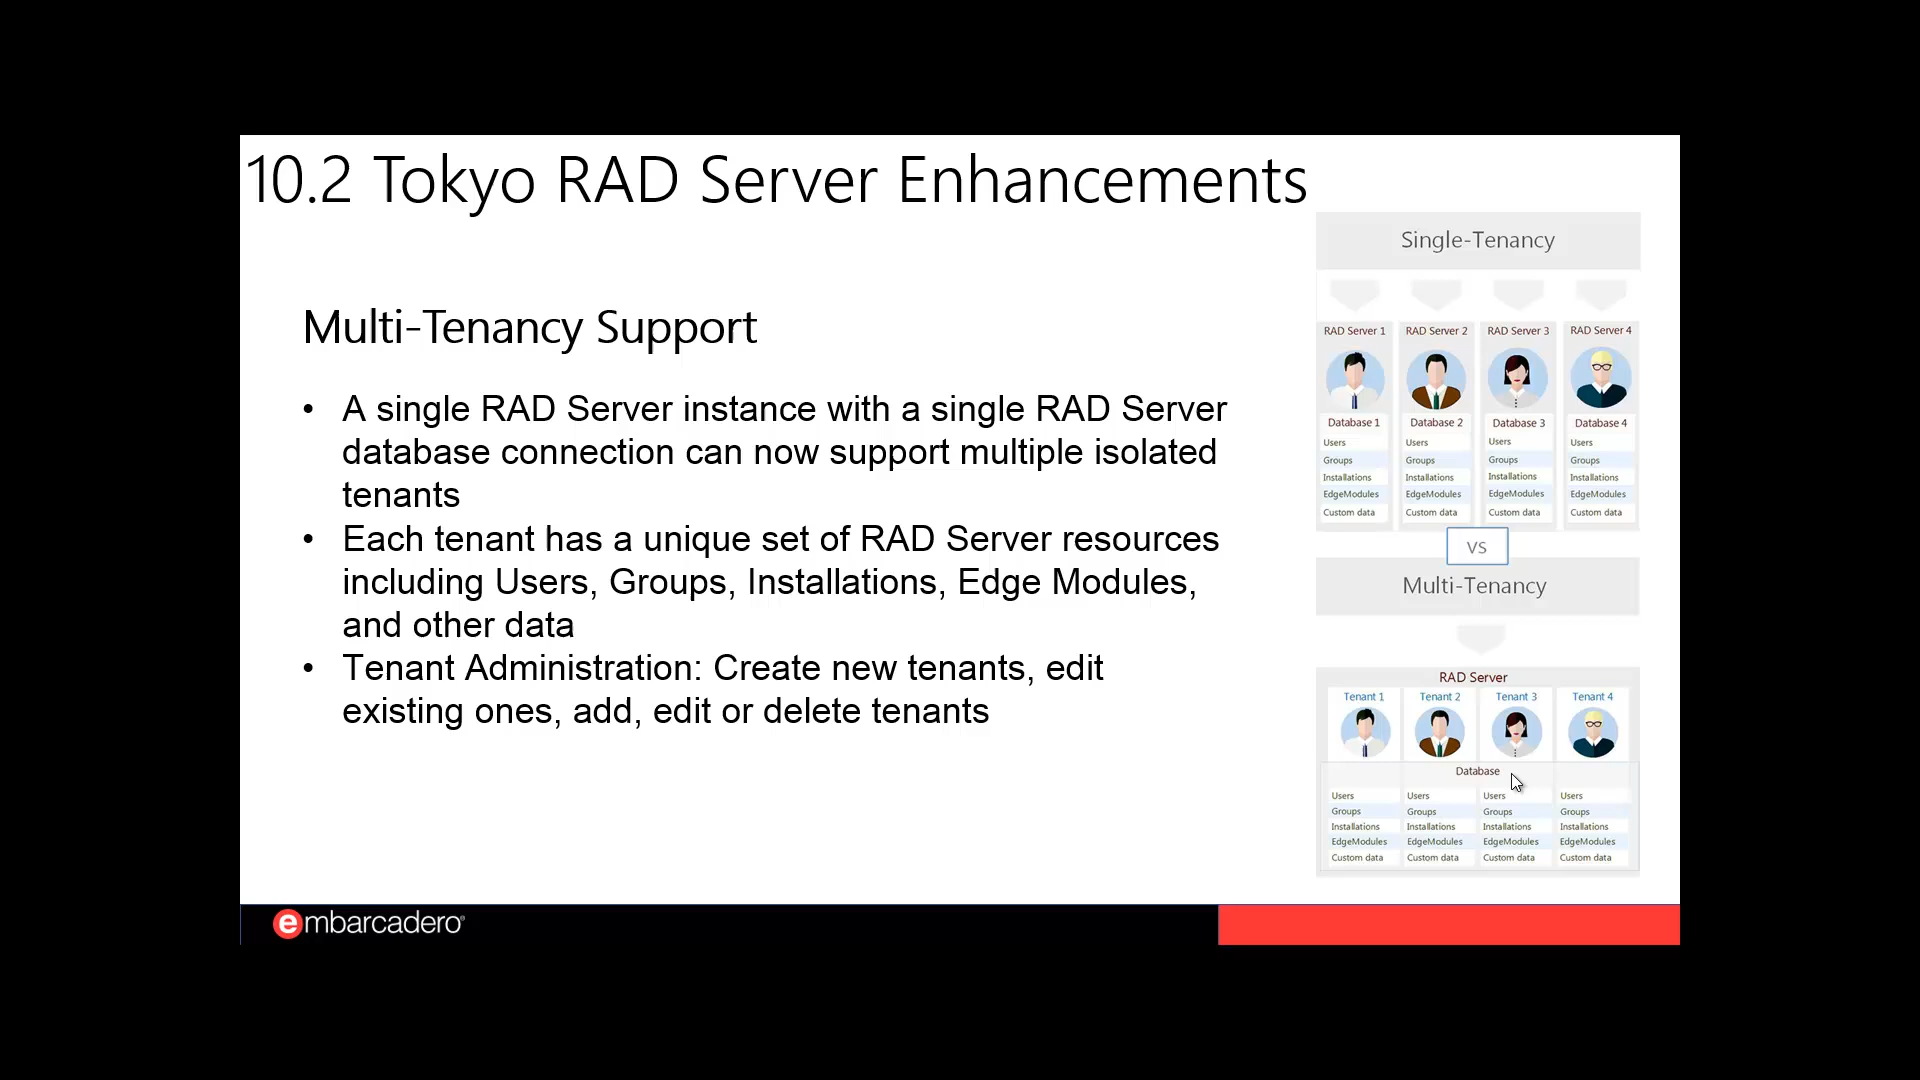 10.2 Tokyo RAD Server Enhancements
Multi-Tenancy Support
• A single RAD Server instance with a single RAD Server
database connection can now support multiple isolated
tenants
• Each tenant has a unique set of RAD Server resources
including Users, Groups, Installations, Edge Modules,
and other data
• Tenant Administration: Create new tenants, edit
existing ones, add, edit or delete tenants
Single-Tenancy
RAD Server 1 RAD Server 2 RAD Server 3 RAD Server 4
Database 1 Database 2 Database 3 Database 4
Users Users Users Users
Groups Groups Groups Groups
Installations Installations Installations Installations
EdgeModules EdgeModules EdgeModules EdgeModules
Custom data Custom data Custom data Custom data
VS
Multi-Tenancy
RAD Server
Tenant 1 Tenant 2 Tenant 3 Tenant 4
Database
Users Users Users Users
Groups Groups Groups Groups
Installations Installations Installations Installations
EdgeModules EdgeModules EdgeModules EdgeModules
Custom data Custom data Custom data Custom data
embarcadero®